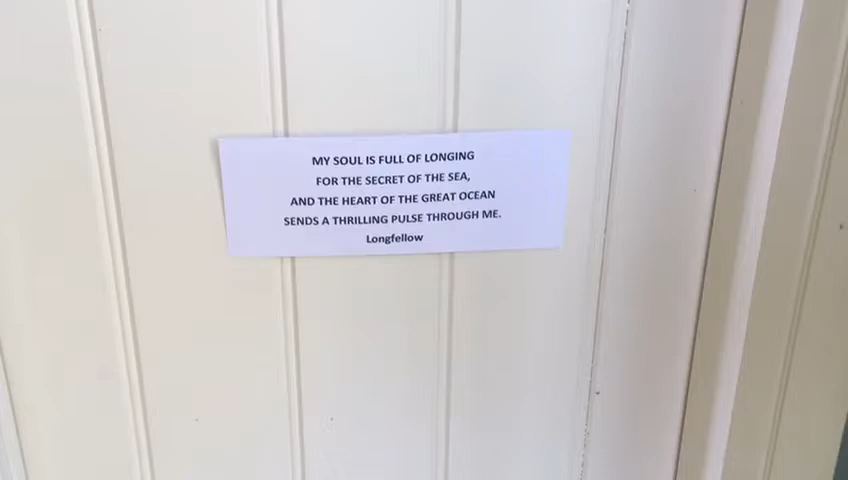 MY SOUL IS FULL OF LONGING
FOR THE SECRET OF THE SEA,
AND THE HEART OF THE GREAT OCEAN
SENDS A THRILLING PULSE THROUGH ME.
Longfellow